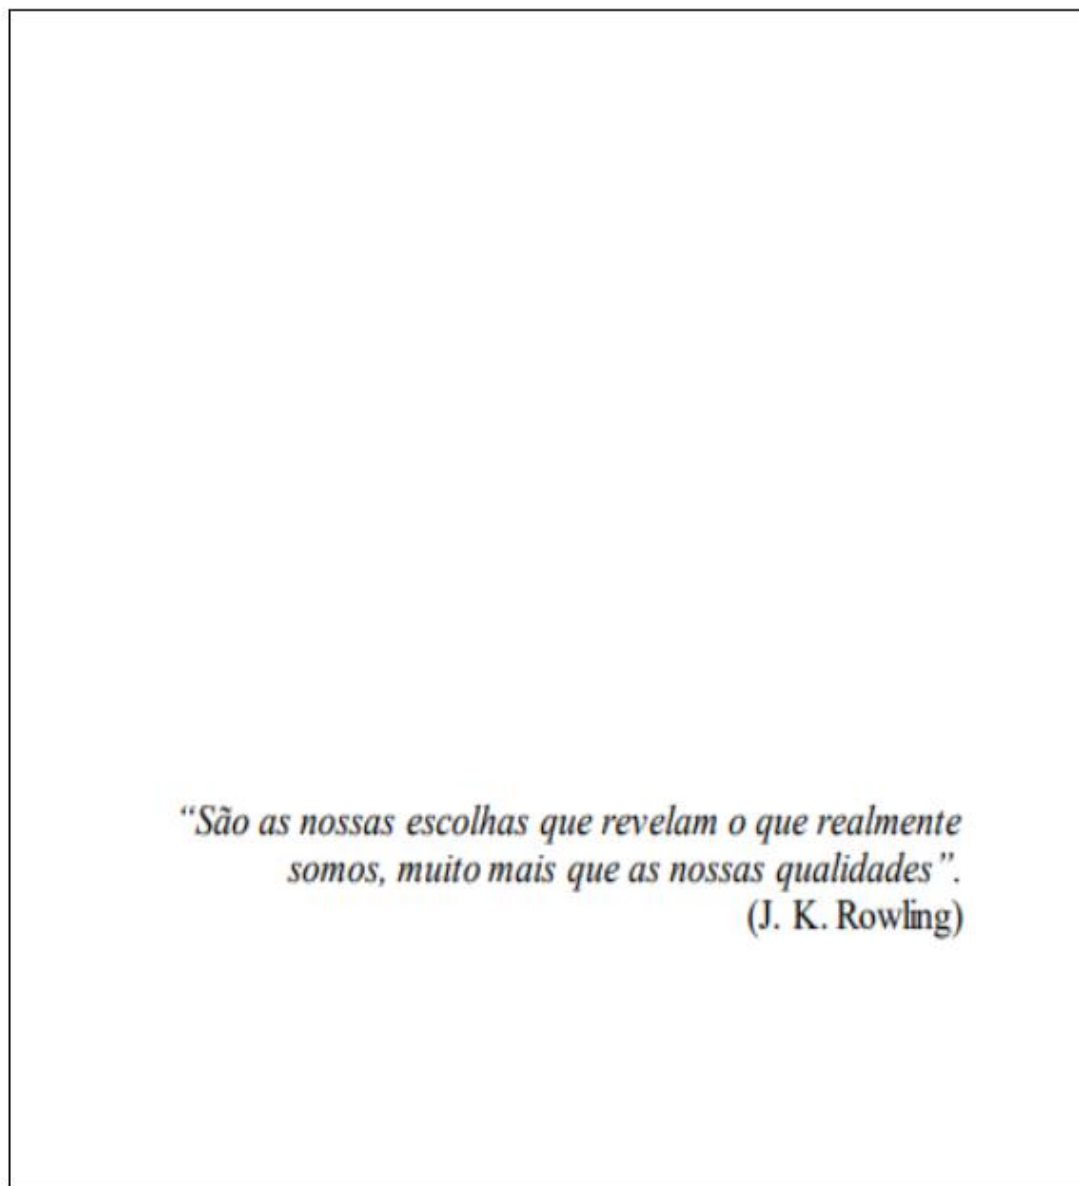 “São as nossas escolhas que revelam o que realmente
somos, muito mais que as nossas qualidades”.
(J. K. Rowling)